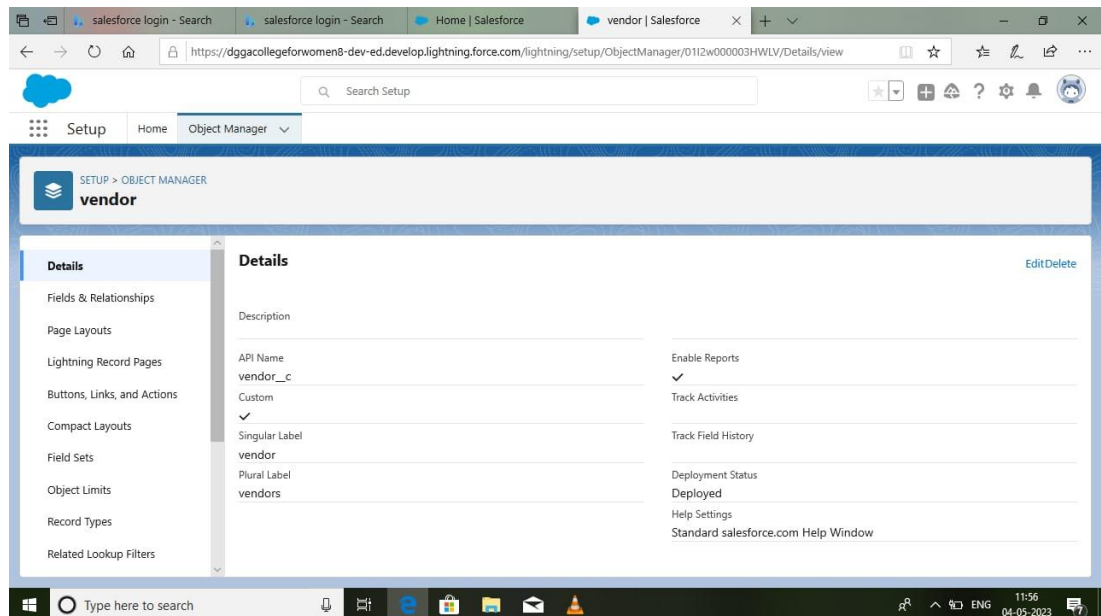 salesforce login - Search
salesforce login - Search
Home | Salesforce
vendor | Salesforce
https://dggacollegeforwomen8-dev-ed.develop.lightning.force.com/lightning/setup/ObjectManager/01I2w000003HWLV/Details/view
Search Setup
Setup
Home
Object Manager
SETUP > OBJECT MANAGER
vendor
Details
Fields & Relationships
Page Layouts
Lightning Record Pages
Buttons, Links, and Actions
Compact Layouts
Field Sets
Object Limits
Record Types
Related Lookup Filters
Details
Edit Delete
Description
API Name
vendor__c
Custom
Singular Label
vendor
Plural Label
vendors
Enable Reports
Track Activities
Track Field History
Deployment Status
Deployed
Help Settings
Standard salesforce.com Help Window
Type here to search
ENG
11:56
04-05-2023